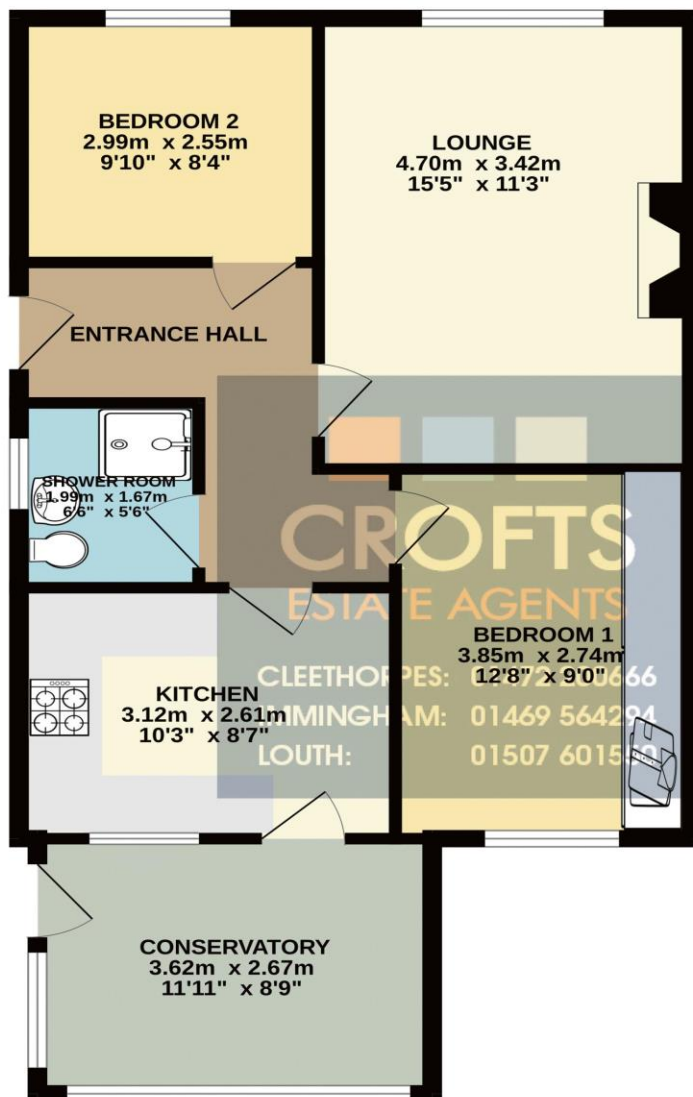 BEDROOM 2
2.99m x 2.55m
9'10" x 8'4"
LOUNGE
4.70m x 3.42m
15'5" x 11'3"
ENTRANCE HALL
SHOWER ROOM
1.99m x 1.67m
6'6" x 5'6"
CROFTS
ESTATE AGENTS
BEDROOM 1
3.85m x 2.74m
12'8" x 9'0"
KITCHEN
3.12m x 2.61m
10'3" x 8'7"
CLEETHORPES:
IMMINGHAM: 01469 564294
LOUTH: 01507 601550
CONSERVATORY
3.62m x 2.67m
11'11" x 8'9"